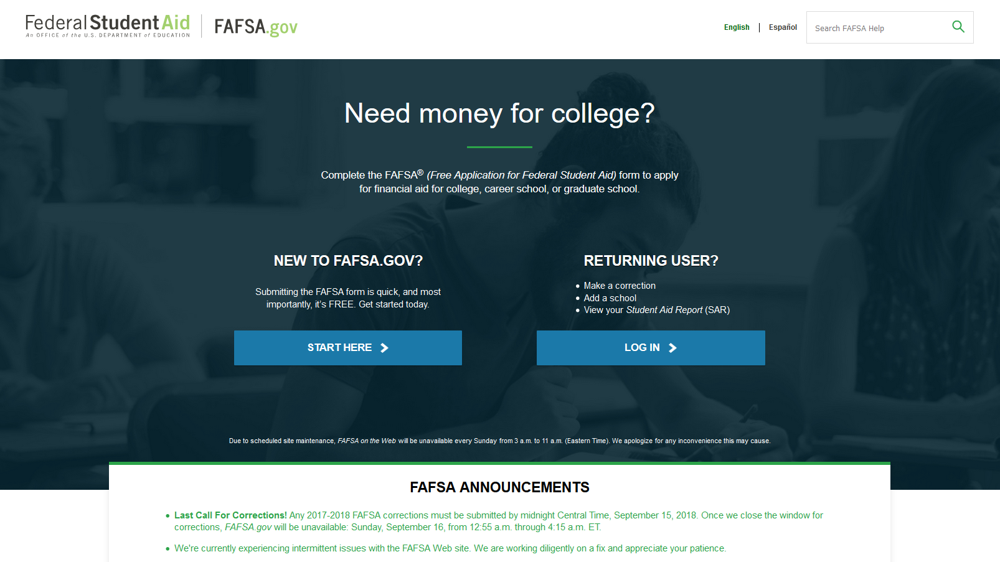 Federal Student Aid
An OFFICE of the U.S. DEPARTMENT of EDUCATION
FAFSA.gov
English
Español
Search FAFSA Help
Need money for college?
Complete the FAFSA® (Free Application for Federal Student Aid) form to apply
for financial aid for college, career school, or graduate school.
NEW TO FAFSA.GOV?
Submitting the FAFSA form is quick, and most
importantly, it's FREE. Get started today.
START HERE
RETURNING USER?
• Make a correction
• Add a school
• View your Student Aid Report (SAR)
LOG IN
Due to scheduled site maintenance, FAFSA on the Web will be unavailable every Sunday from 3 a.m. to 11 a.m. (Eastern Time). We apologize for any inconvenience this may cause.
FAFSA ANNOUNCEMENTS
• Last Call For Corrections! Any 2017-2018 FAFSA corrections must be submitted by midnight Central Time, September 15, 2018. Once we close the window for
corrections, FAFSA.gov will be unavailable: Sunday, September 16, from 12:55 a.m. through 4:15 a.m. ET.
• We're currently experiencing intermittent issues with the FAFSA Web site. We are working diligently on a fix and appreciate your patience.